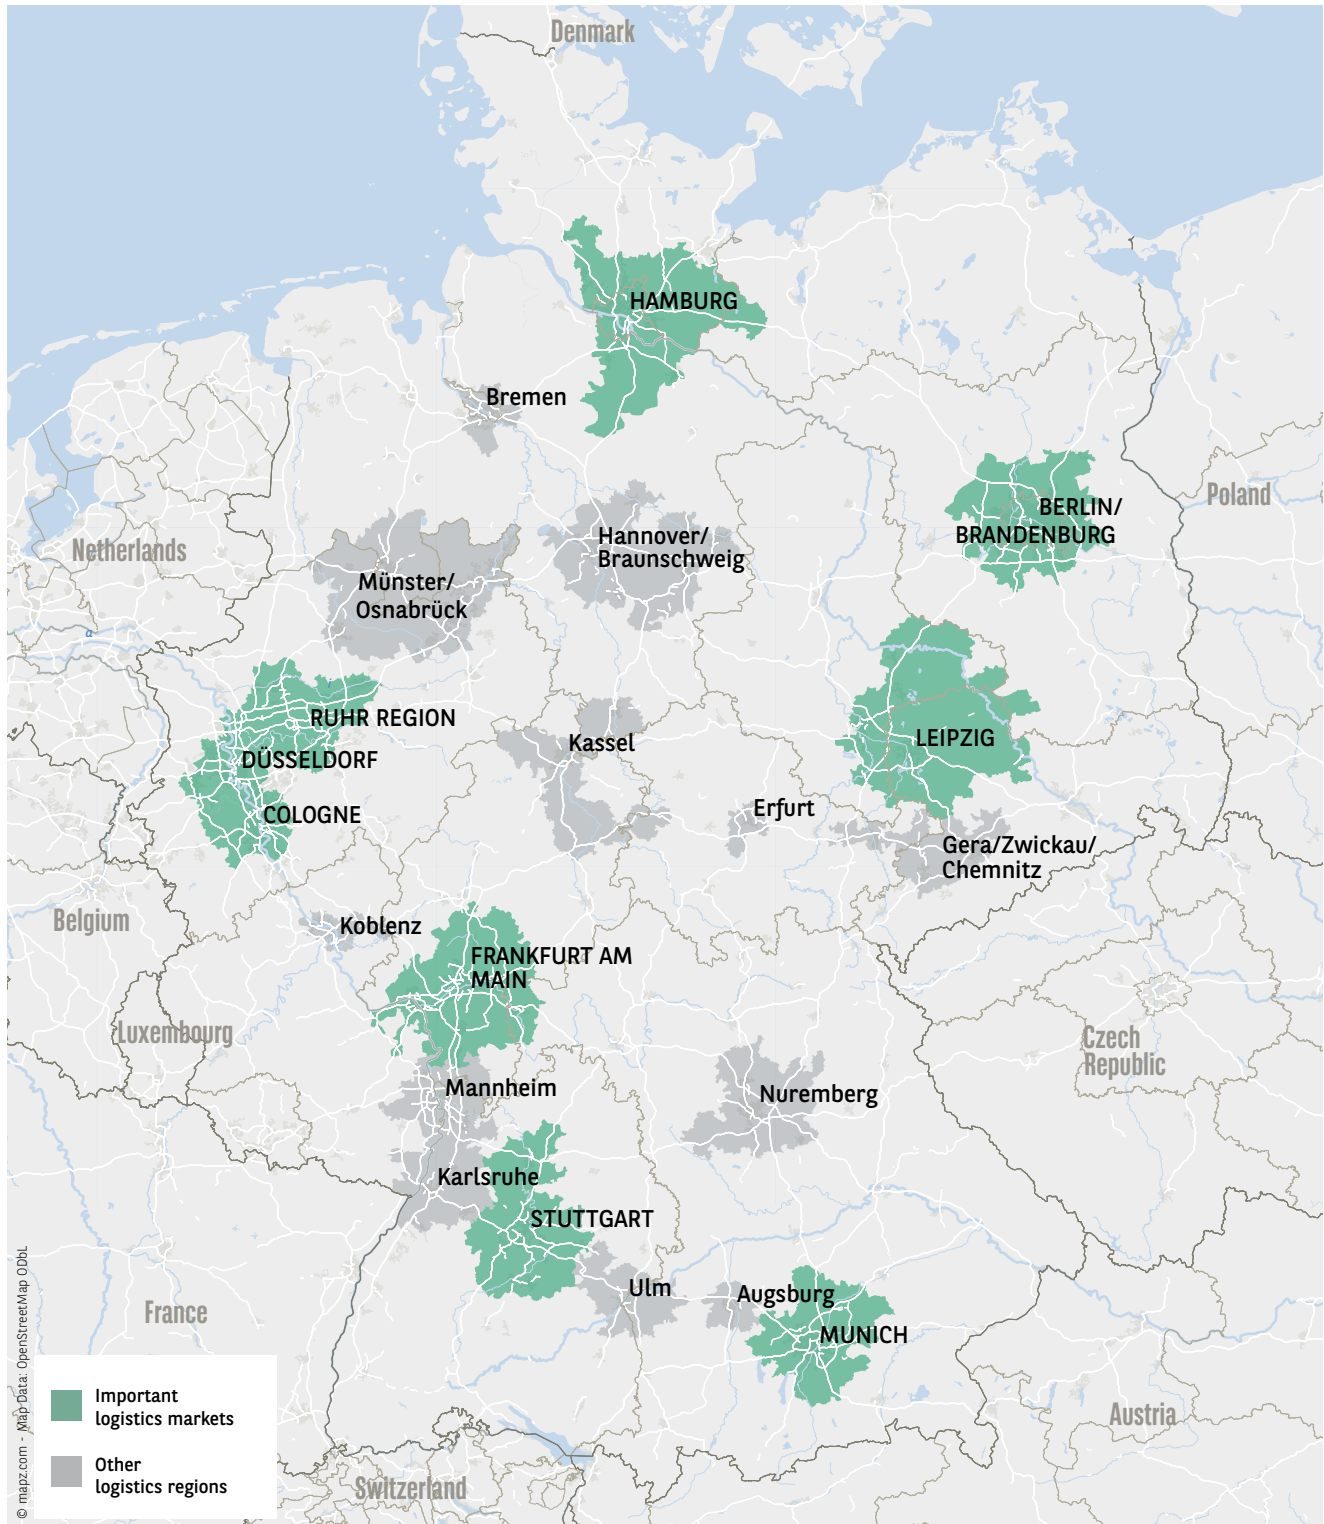 Denmark
HAMBURG
Bremen
Poland
BERLIN/
BRANDENBURG
Hannover/
Braunschweig
Netherlands
Münster/
Osnabrück
RUHR REGION
DÜSSELDORF
COLOGNE
Kassel
LEIPZIG
Erfurt
Gera/Zwickau/
Chemnitz
Belgium
Koblenz
FRANKFURT AM
MAIN
Luxembourg
Czech
Republic
Mannheim
Nuremberg
Karlsruhe
STUTTGART
Ulm
Augsburg
MUNICH
France
Austria
Switzerland
Important
logistics markets
Other
logistics regions
© mapz.com - Map Data: OpenStreetMap ODbL